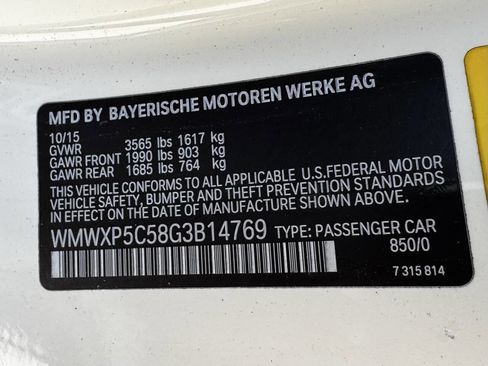 MFD BY BAYERISCHE MOTOREN WERKE AG
10/15
GVWR 3565 lbs 1617 kg
GAWR FRONT 1990 lbs 903 kg
GAWR REAR 1685 lbs 764 kg
THIS VEHICLE CONFORMS TO ALL APPLICABLE U.S.FEDERAL MOTOR
VEHICLE SAFETY, BUMPER AND THEFT PREVENTION STANDARDS
IN EFFECT ON THE DATE OF MANUFACTURE SHOWN ABOVE.
WMWXP5C58G3B14769 TYPE: PASSENGER CAR
850/0
7 315 814